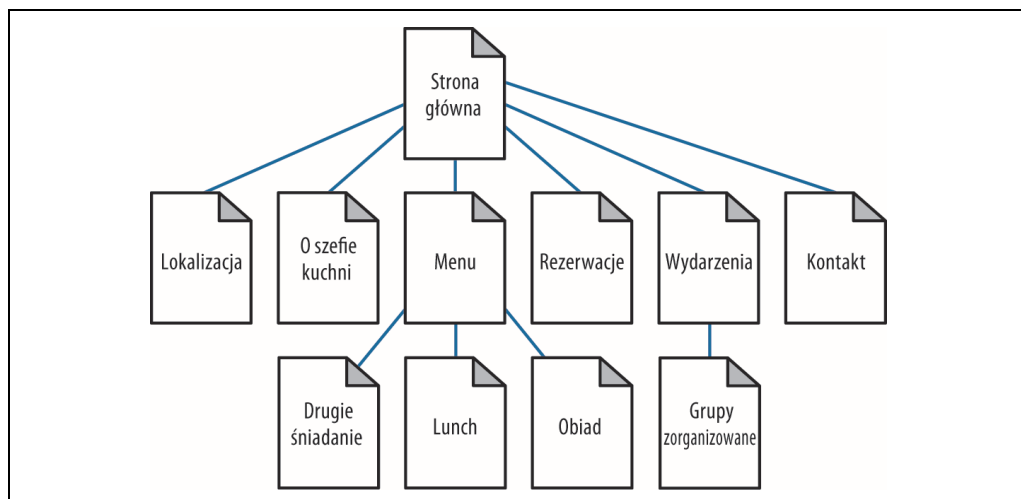 Strona
główna
Lokalizacja
O szefie
kuchni
Menu
Rezerwacje
Wydarzenia
Kontakt
Drugie
śniadanie
Lunch
Obiad
Grupy
zorganizowane